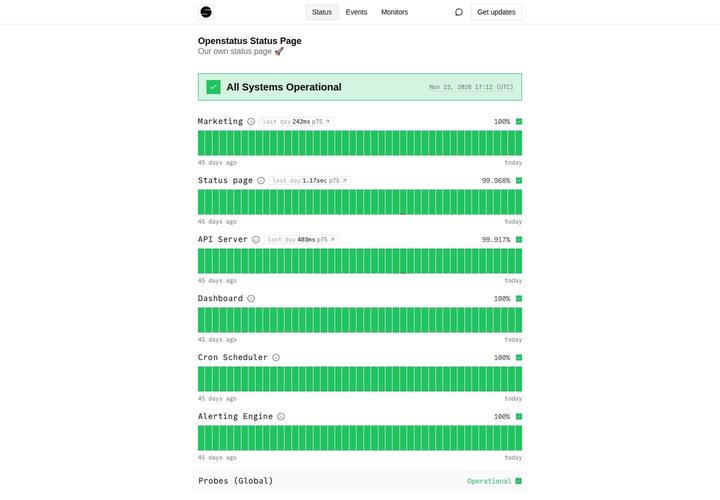 Status Events Monitors Get updates
Openstatus Status Page
Our own status page 🚀
All Systems Operational Nov 23, 2020 17:12 (UTC)
Marketing last day 242ms p75 100%
45 days ago today
Status page last day 1.17sec p75 99.968%
45 days ago today
API Server last day 403ms p75 99.917%
45 days ago today
Dashboard 100%
45 days ago today
Cron Scheduler 100%
45 days ago today
Alerting Engine 100%
45 days ago today
Probes (Global) Operational